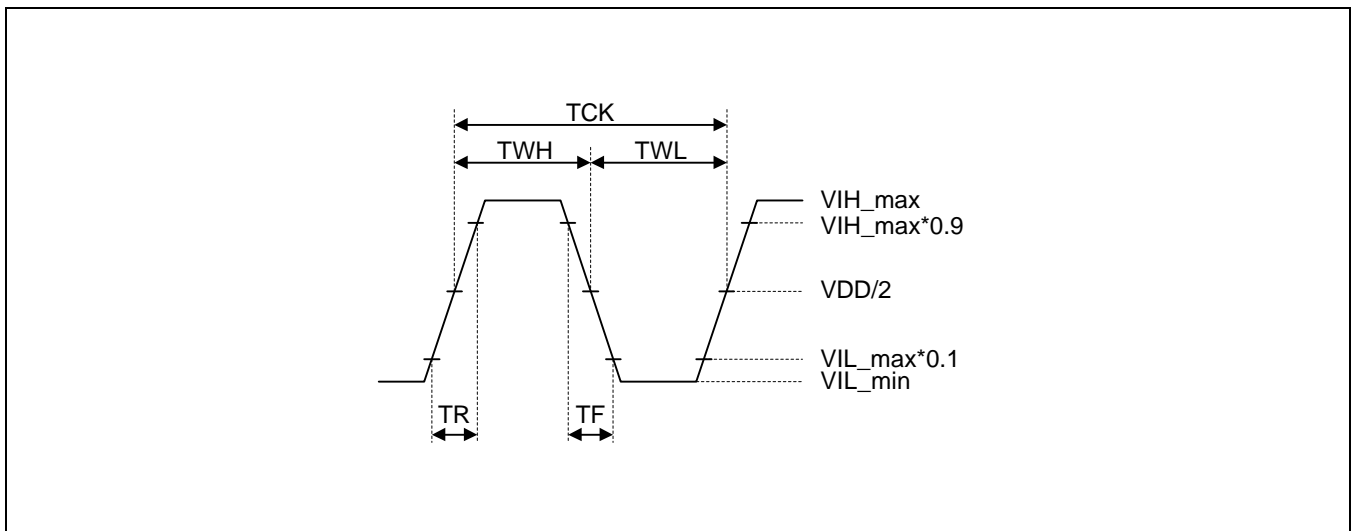 TCK
TWH TWL
VIH_max
VIH_max*0.9
VDD/2
VIL_max*0.1
VIL_min
TR TF